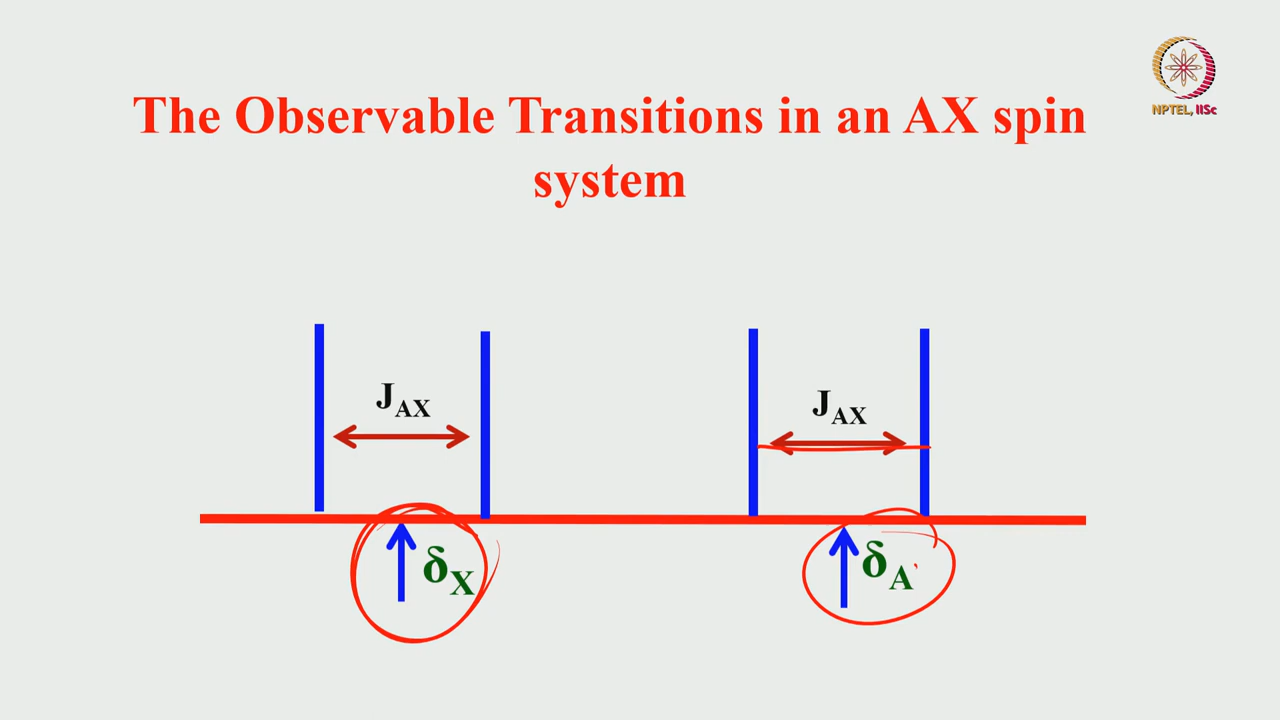 NPTEL, IISc
The Observable Transitions in an AX spin
system
J_AX
J_AX
δ_X
δ_A